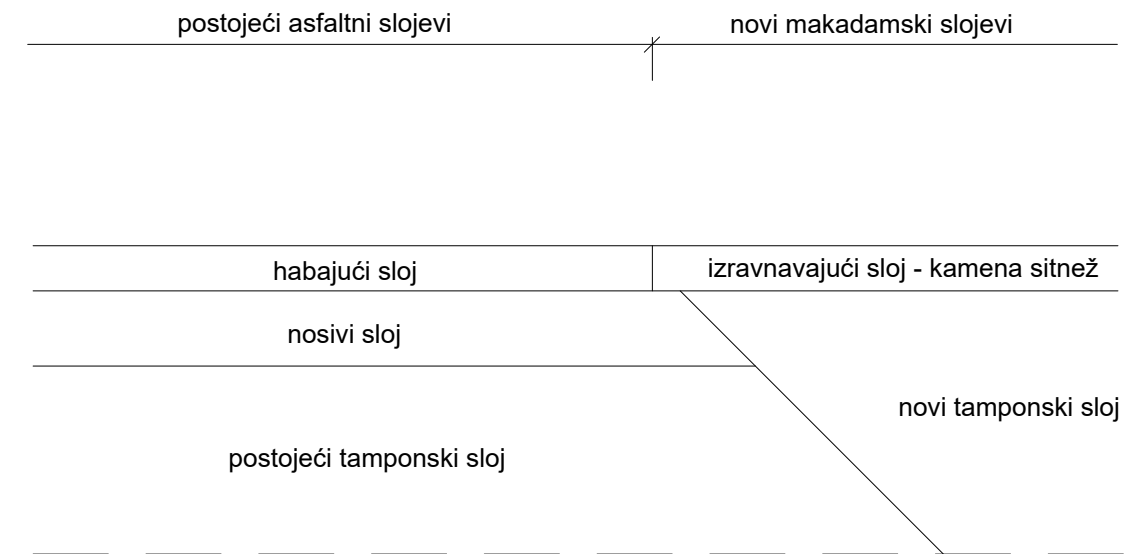 postojeći asfaltni slojevi
novi makadamski slojevi
habajući sloj
izravnavajući sloj - kamena sitnež
nosivi sloj
novi tamponski sloj
postojeći tamponski sloj